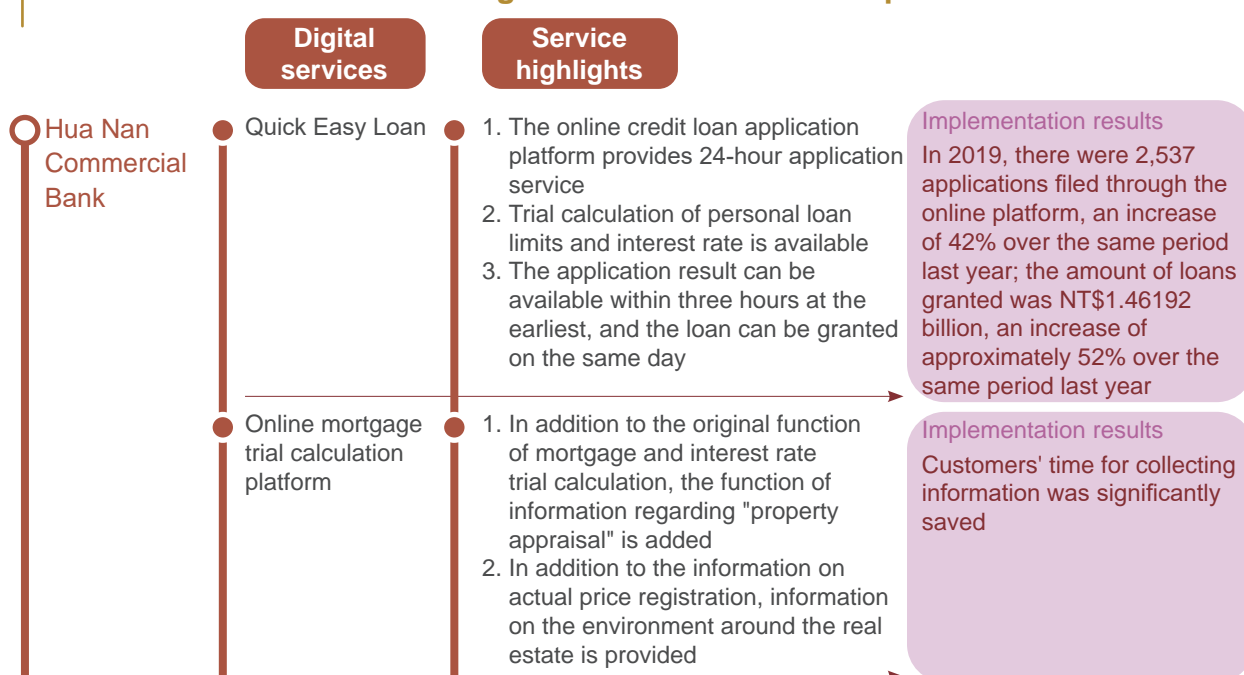 Digital
services
Service
highlights
Hua Nan
Commercial
Bank
Quick Easy Loan
1. The online credit loan application
platform provides 24-hour application
service
2. Trial calculation of personal loan
limits and interest rate is available
3. The application result can be
available within three hours at the
earliest, and the loan can be granted
on the same day
Implementation results
In 2019, there were 2,537
applications filed through the
online platform, an increase
of 42% over the same period
last year; the amount of loans
granted was NT$1.46192
billion, an increase of
approximately 52% over the
same period last year
Online mortgage
trial calculation
platform
1. In addition to the original function
of mortgage and interest rate
trial calculation, the function of
information regarding "property
appraisal" is added
2. In addition to the information on
actual price registration, information
on the environment around the real
estate is provided
Implementation results
Customers' time for collecting
information was significantly
saved